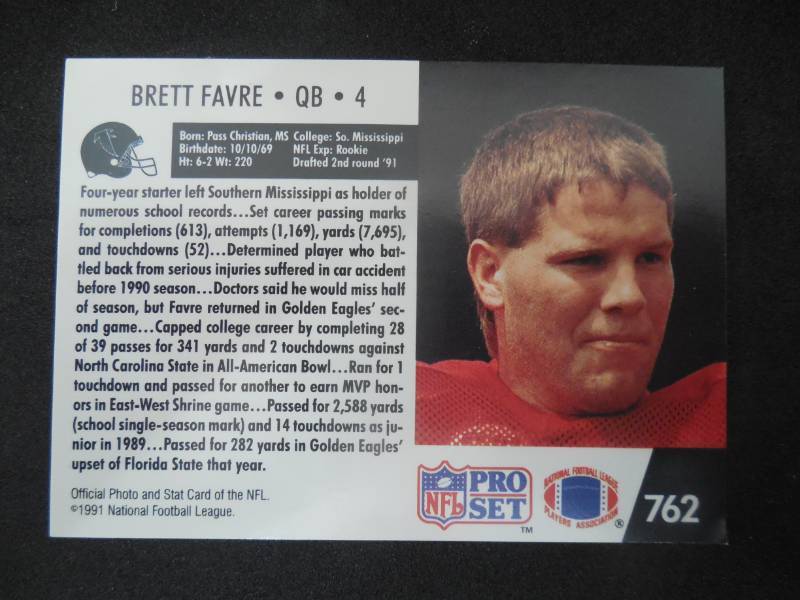 BRETT FAVRE • QB • 4
Born: Pass Christian, MS College: So. Mississippi
Birthdate: 10/10/69 NFL Exp: Rookie
Ht: 6-2 Wt: 220 Drafted 2nd round '91
Four-year starter left Southern Mississippi as holder of
numerous school records...Set career passing marks
for completions (613), attempts (1,169), yards (7,695),
and touchdowns (52)...Determined player who bat-
tled back from serious injuries suffered in car accident
before 1990 season...Doctors said he would miss half
of season, but Favre returned in Golden Eagles' sec-
ond game...Capped college career by completing 28
of 39 passes for 341 yards and 2 touchdowns against
North Carolina State in All-American Bowl...Ran for 1
touchdown and passed for another to earn MVP hon-
ors in East-West Shrine game...Passed for 2,588 yards
(school single-season mark) and 14 touchdowns as ju-
nior in 1989...Passed for 282 yards in Golden Eagles'
upset of Florida State that year.
Official Photo and Stat Card of the NFL.
©1991 National Football League.
NFL PRO SET ™
NATIONAL FOOTBALL LEAGUE PLAYERS ASSOCIATION ®
762